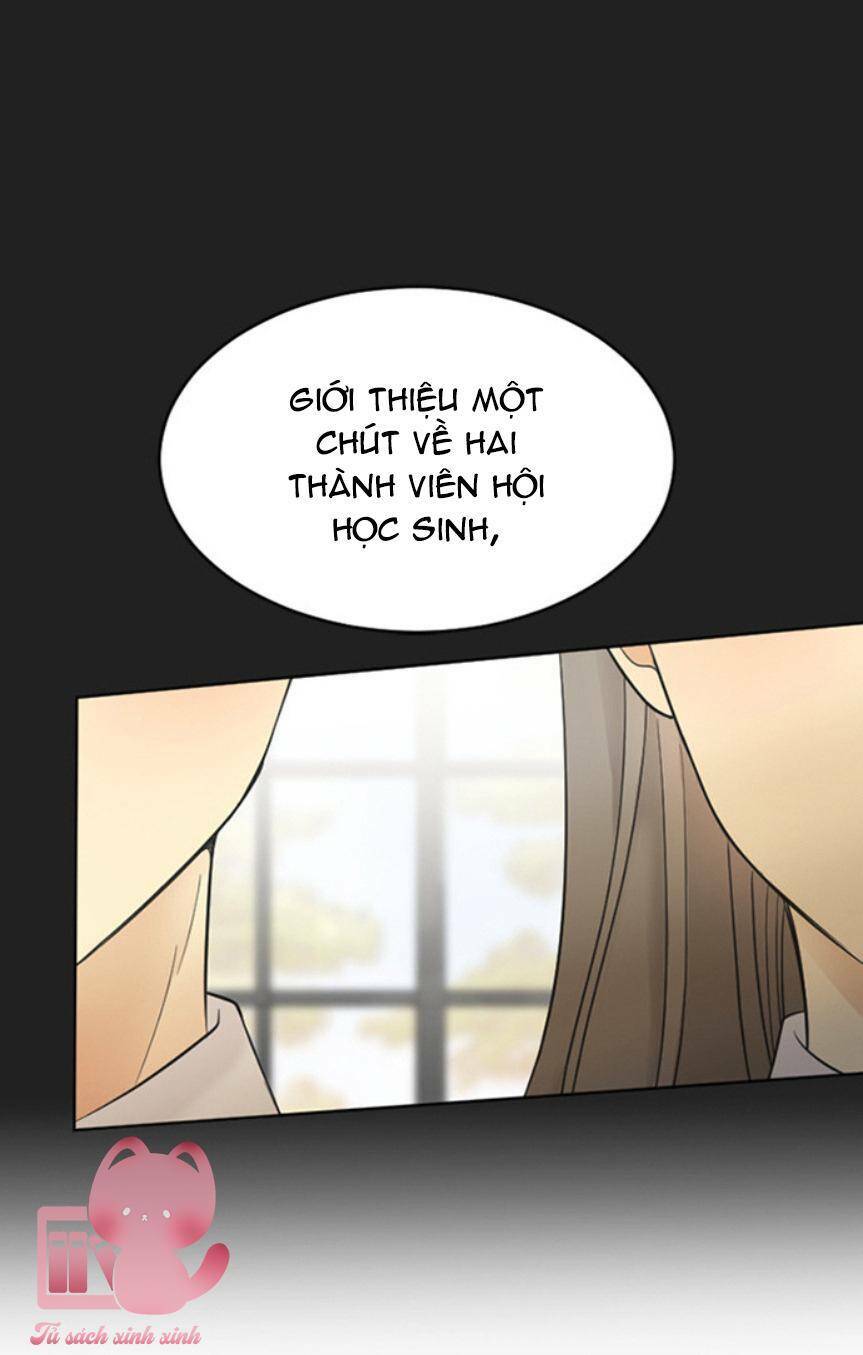 GIỚI THIỆU MỘT
CHÚT VỀ HAI
THÀNH VIÊN HỘI
HỌC SINH,
Tủ sách xinh xinh